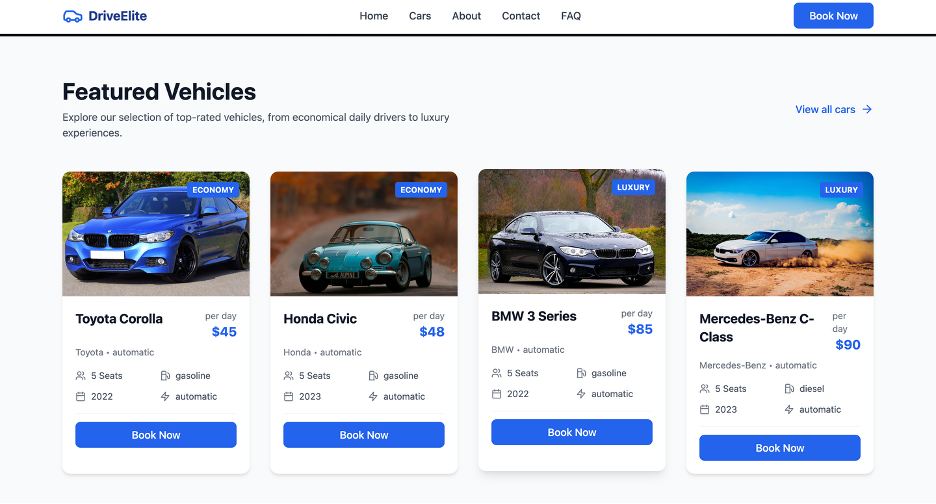 DriveElite
Home Cars About Contact FAQ
Book Now
Featured Vehicles
Explore our selection of top-rated vehicles, from economical daily drivers to luxury
experiences.
View all cars
ECONOMY
Toyota Corolla
per day
$45
Toyota • automatic
5 Seats gasoline
2022 automatic
Book Now
ECONOMY
Honda Civic
per day
$48
Honda • automatic
5 Seats gasoline
2023 automatic
Book Now
LUXURY
BMW 3 Series
per day
$85
BMW • automatic
5 Seats gasoline
2022 automatic
Book Now
LUXURY
Mercedes-Benz C-
Class
per
day
$90
Mercedes-Benz • automatic
5 Seats diesel
2023 automatic
Book Now